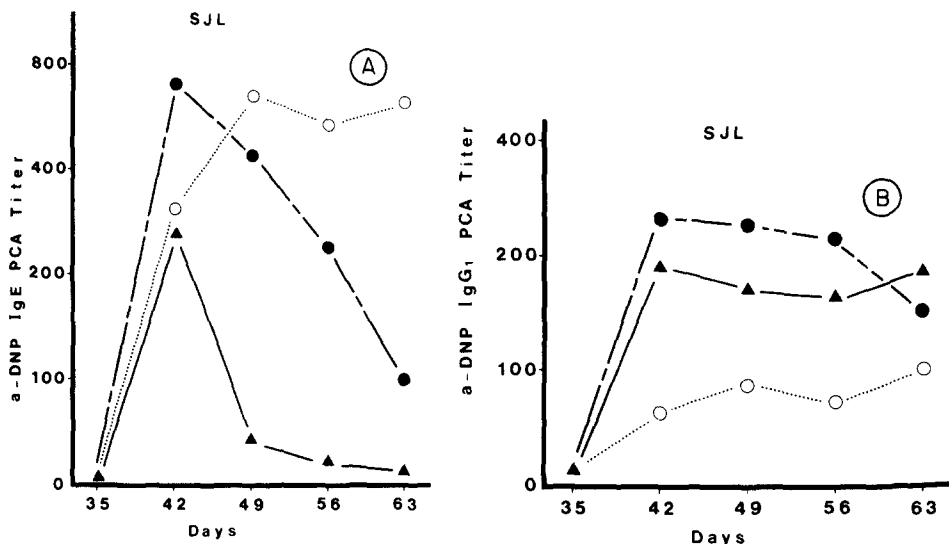 SJL
A
800
400
200
100
0
a-DNP IgE PCA Titer
35 42 49 56 63
Days
SJL
B
400
200
100
0
a-DNP IgG₁ PCA Titer
35 42 49 56 63
Days